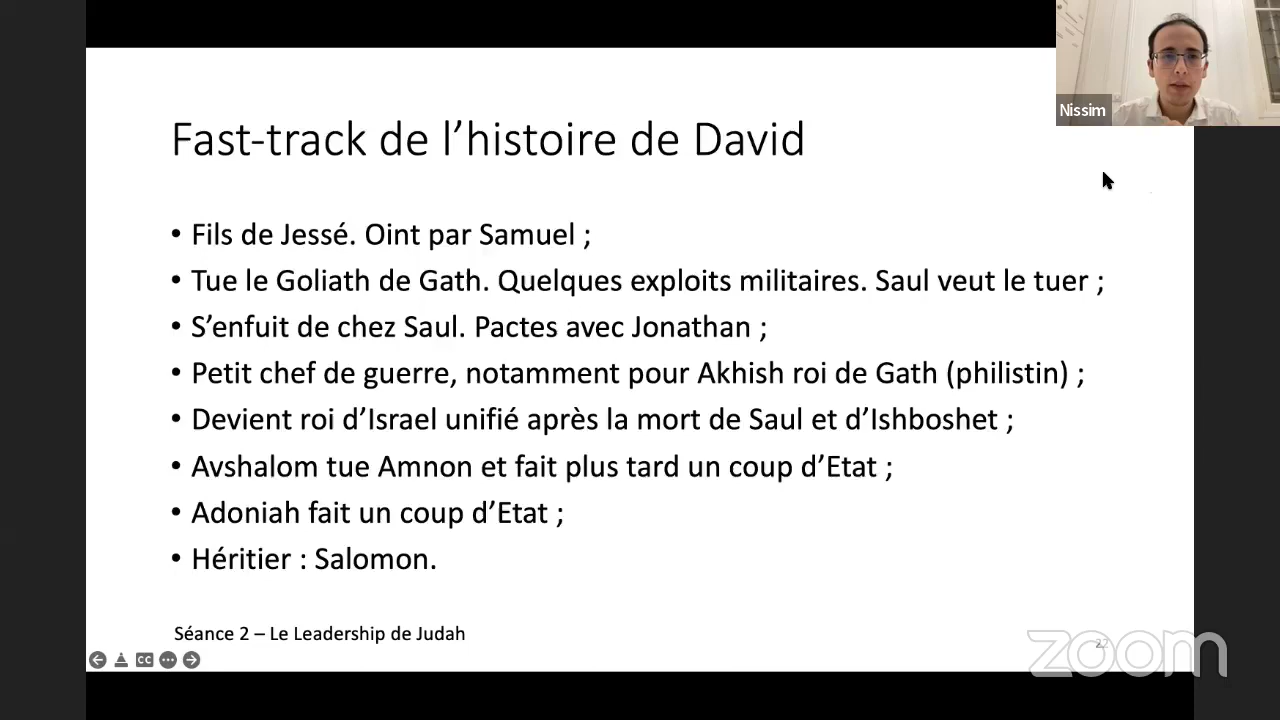 Nissim
Fast-track de l’histoire de David
• Fils de Jessé. Oint par Samuel ;
• Tue le Goliath de Gath. Quelques exploits militaires. Saul veut le tuer ;
• S’enfuit de chez Saul. Pactes avec Jonathan ;
• Petit chef de guerre, notamment pour Akhish roi de Gath (philistin) ;
• Devient roi d’Israel unifié après la mort de Saul et d’Ishboshet ;
• Avshalom tue Amnon et fait plus tard un coup d’Etat ;
• Adoniah fait un coup d’Etat ;
• Héritier : Salomon.
Séance 2 – Le Leadership de Judah
22
CC
zoom